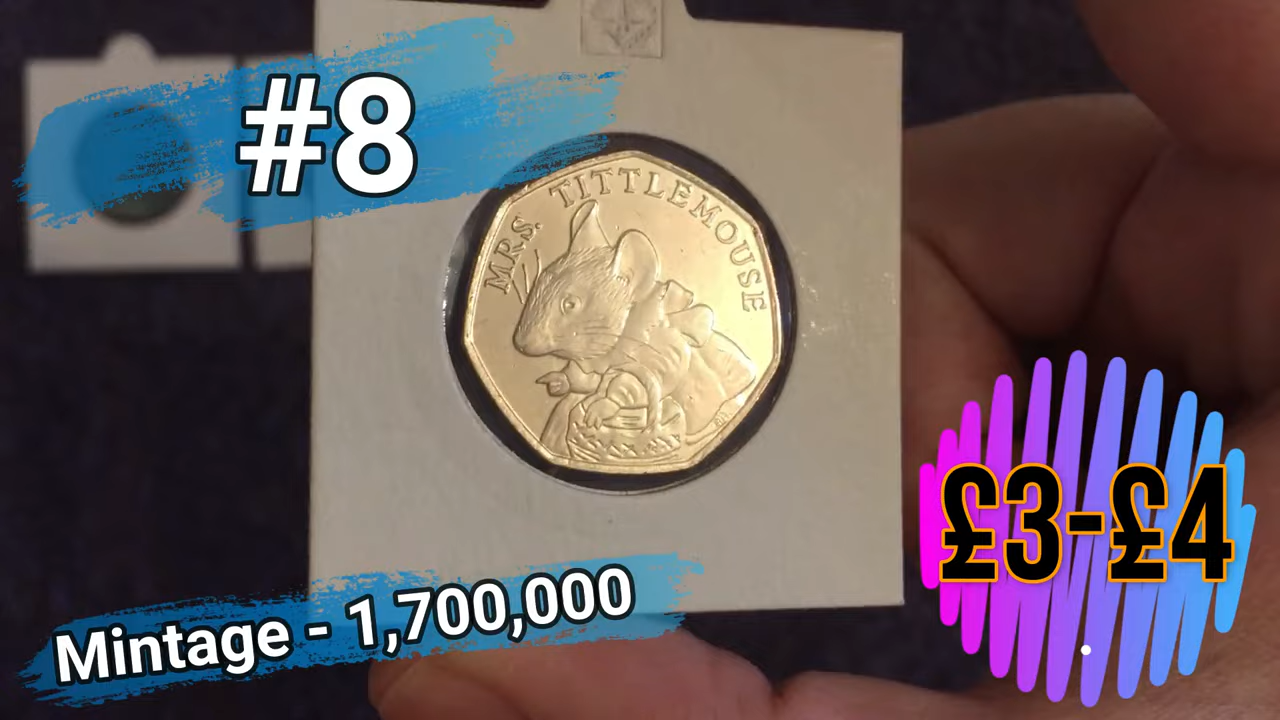 #8
MRS. TITTLEMOUSE
£3-£4
Mintage - 1,700,000